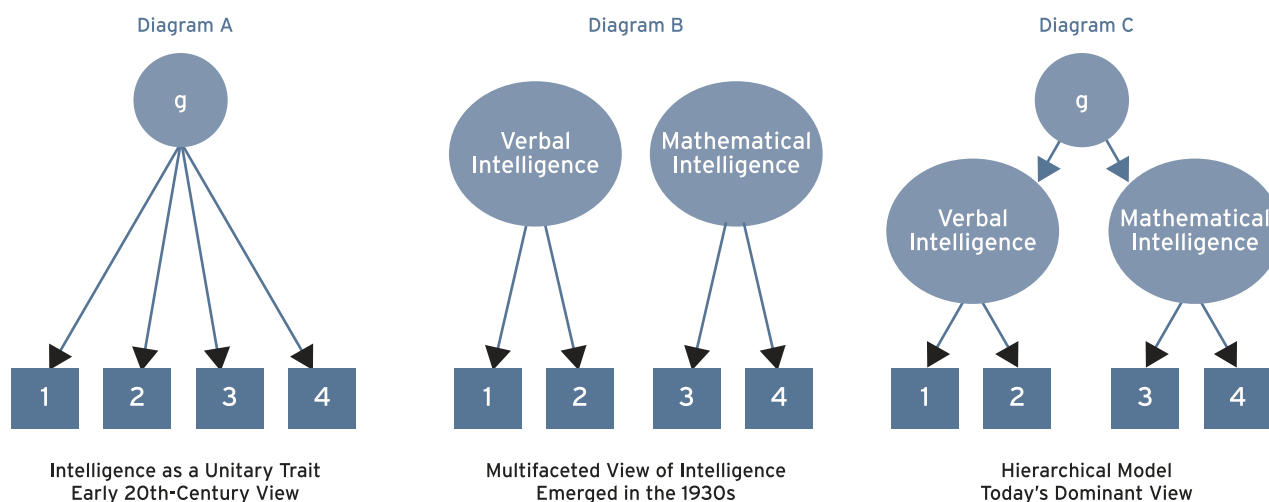 Diagram A
g
1 2 3 4
Intelligence as a Unitary Trait
Early 20th-Century View
Diagram B
Verbal
Intelligence
Mathematical
Intelligence
1 2 3 4
Multifaceted View of Intelligence
Emerged in the 1930s
Diagram C
g
Verbal
Intelligence
Mathematical
Intelligence
1 2 3 4
Hierarchical Model
Today's Dominant View